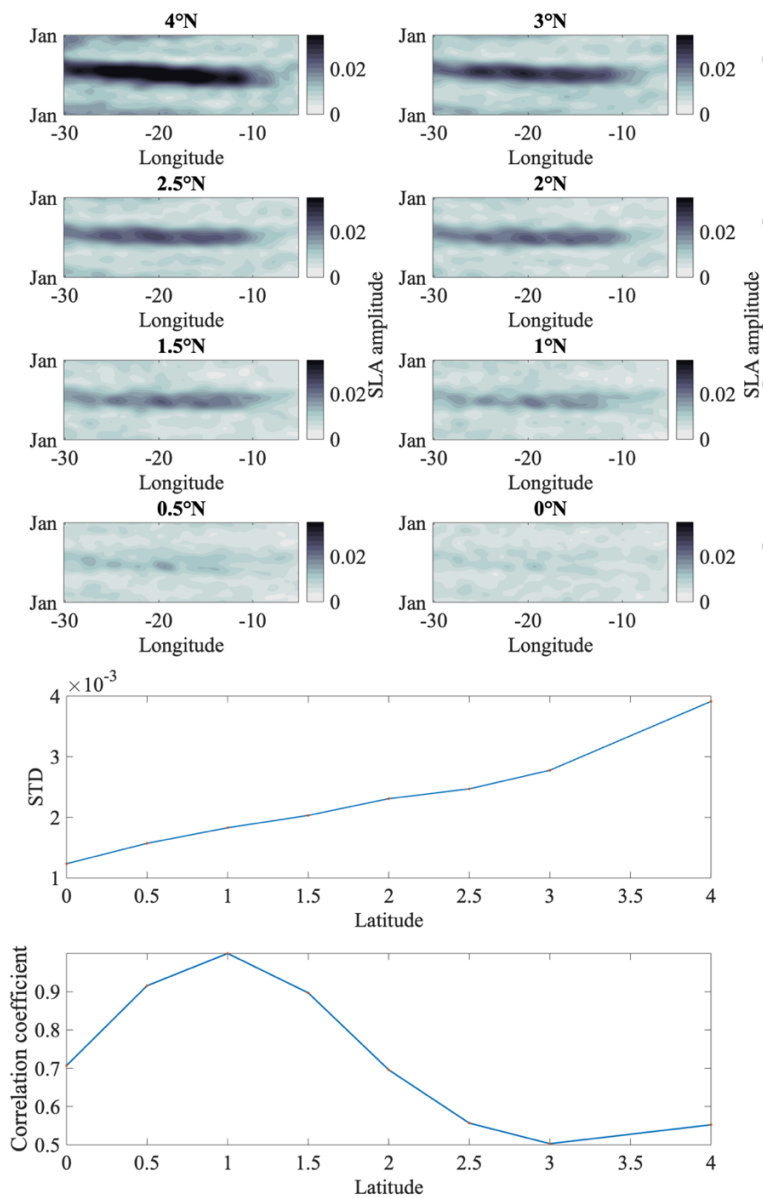 4°N 3°N
Jan Jan
0.02 0.02
Jan 0 Jan 0
-30 -20 -10 -30 -20 -10
Longitude Longitude
2.5°N 2°N
Jan Jan
0.02 0.02
Jan 0 Jan 0
-30 -20 -10 -30 -20 -10
Longitude Longitude
SLA amplitude SLA amplitude
1.5°N 1°N
Jan Jan
0.02 0.02
Jan 0 Jan 0
-30 -20 -10 -30 -20 -10
Longitude Longitude
0.5°N 0°N
Jan Jan
0.02 0.02
Jan 0 Jan 0
-30 -20 -10 -30 -20 -10
Longitude Longitude
×10-3
4
3
2
1
STD
0 0.5 1 1.5 2 2.5 3 3.5 4
Latitude
Correlation coefficient
0.9
0.8
0.7
0.6
0.5
0 0.5 1 1.5 2 2.5 3 3.5 4
Latitude